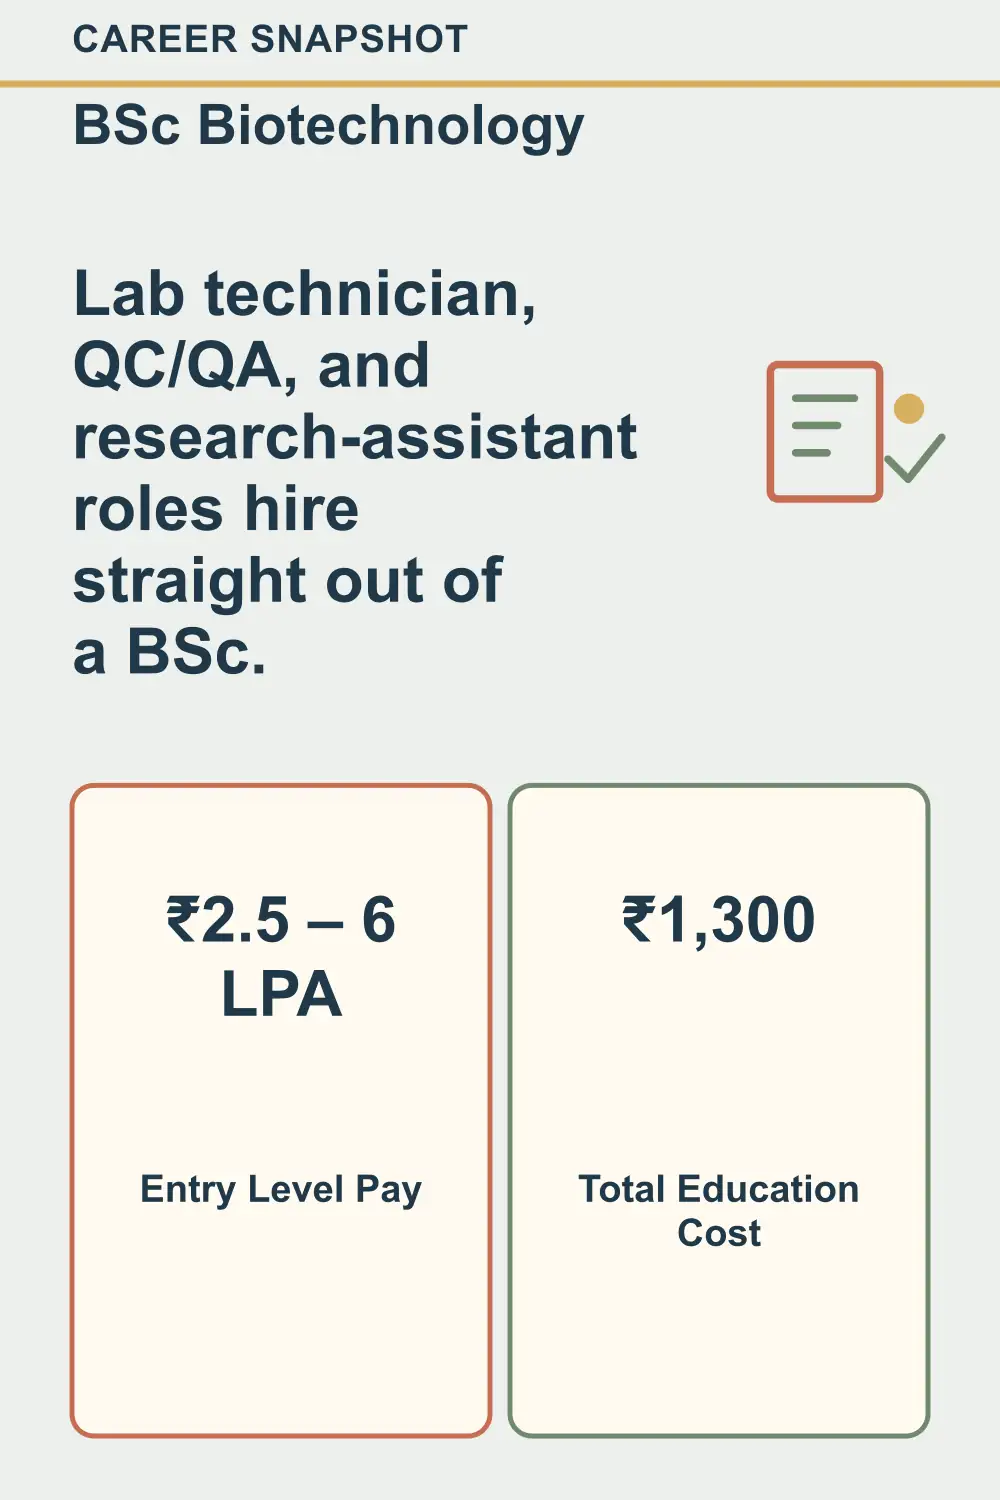 CAREER SNAPSHOT
BSc Biotechnology
Lab technician,
QC/QA, and
research-assistant
roles hire
straight out of
a BSc.
₹2.5 – 6
LPA
Entry Level Pay
₹1,300
Total Education
Cost